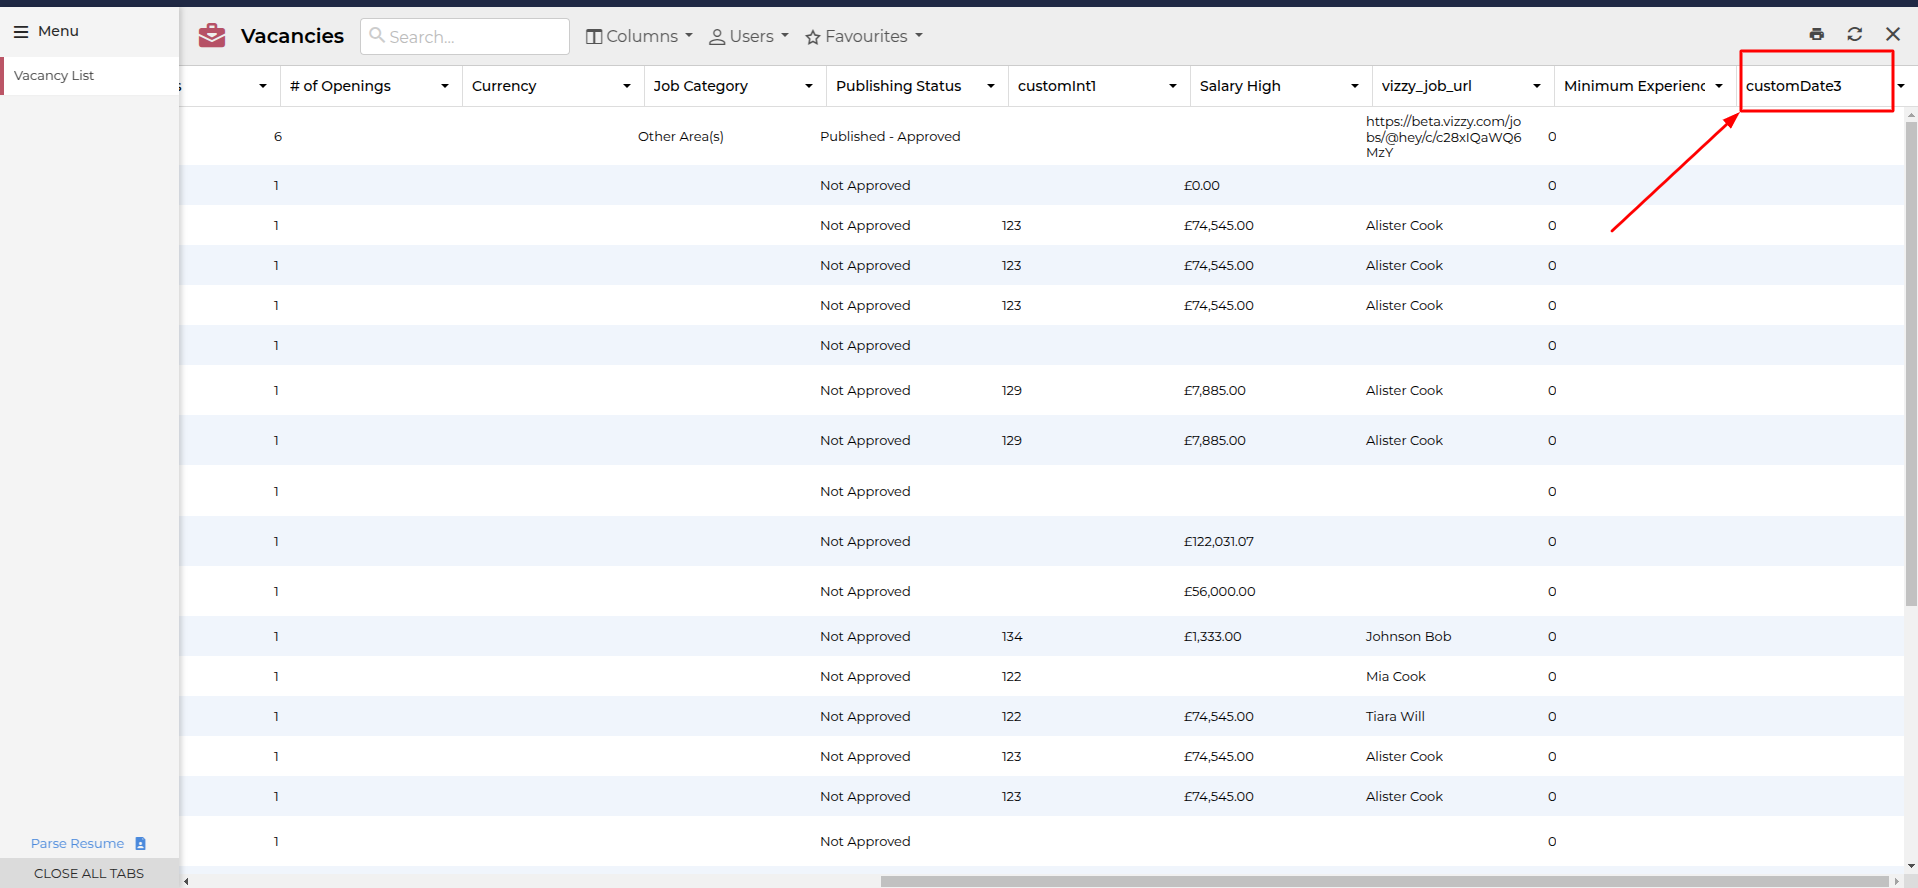 Menu
Vacancies
Search...
Columns
Users
Favourites
Vacancy List
# of Openings Currency Job Category Publishing Status customInt1 Salary High vizzy_job_url Minimum Experienc customDate3
6 Other Area(s) Published - Approved https://beta.vizzy.com/jo
bs/@hey/c/c28xIQaWQ6
MzY 0
1 Not Approved £0.00 0
1 Not Approved 123 £74,545.00 Alister Cook 0
1 Not Approved 123 £74,545.00 Alister Cook 0
1 Not Approved 123 £74,545.00 Alister Cook 0
1 Not Approved 0
1 Not Approved 129 £7,885.00 Alister Cook 0
1 Not Approved 129 £7,885.00 Alister Cook 0
1 Not Approved 0
1 Not Approved £122,031.07 0
1 Not Approved £56,000.00 0
1 Not Approved 134 £1,333.00 Johnson Bob 0
1 Not Approved 122 Mia Cook 0
1 Not Approved 122 £74,545.00 Tiara Will 0
1 Not Approved 123 £74,545.00 Alister Cook 0
1 Not Approved 123 £74,545.00 Alister Cook 0
1 Not Approved 0
Parse Resume
CLOSE ALL TABS